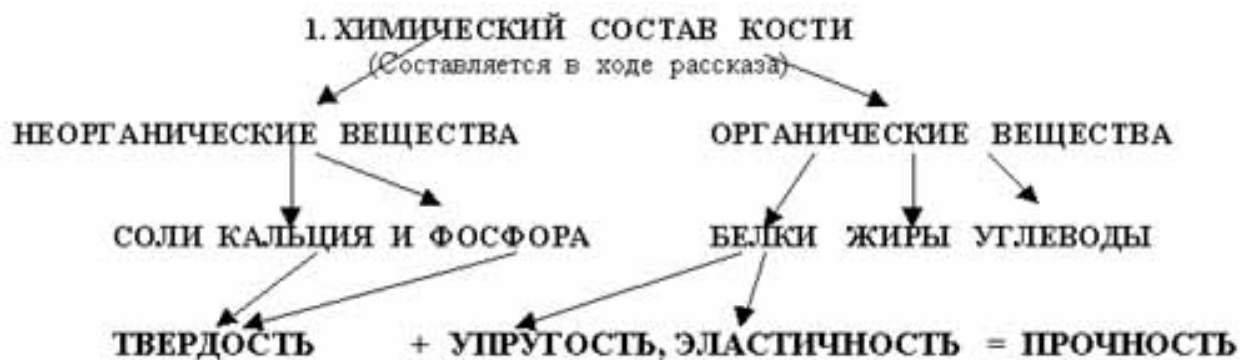 1. ХИМИЧЕСКИЙ СОСТАВ КОСТИ
(Составляется в ходе рассказа)
НЕОРГАНИЧЕСКИЕ ВЕЩЕСТВА ОРГАНИЧЕСКИЕ ВЕЩЕСТВА
СОЛИ КАЛЬЦИЯ И ФОСФОРА БЕЛКИ ЖИРЫ УГЛЕВОДЫ
ТВЕРДОСТЬ + УПРУГОСТЬ, ЭЛАСТИЧНОСТЬ = ПРОЧНОСТЬ